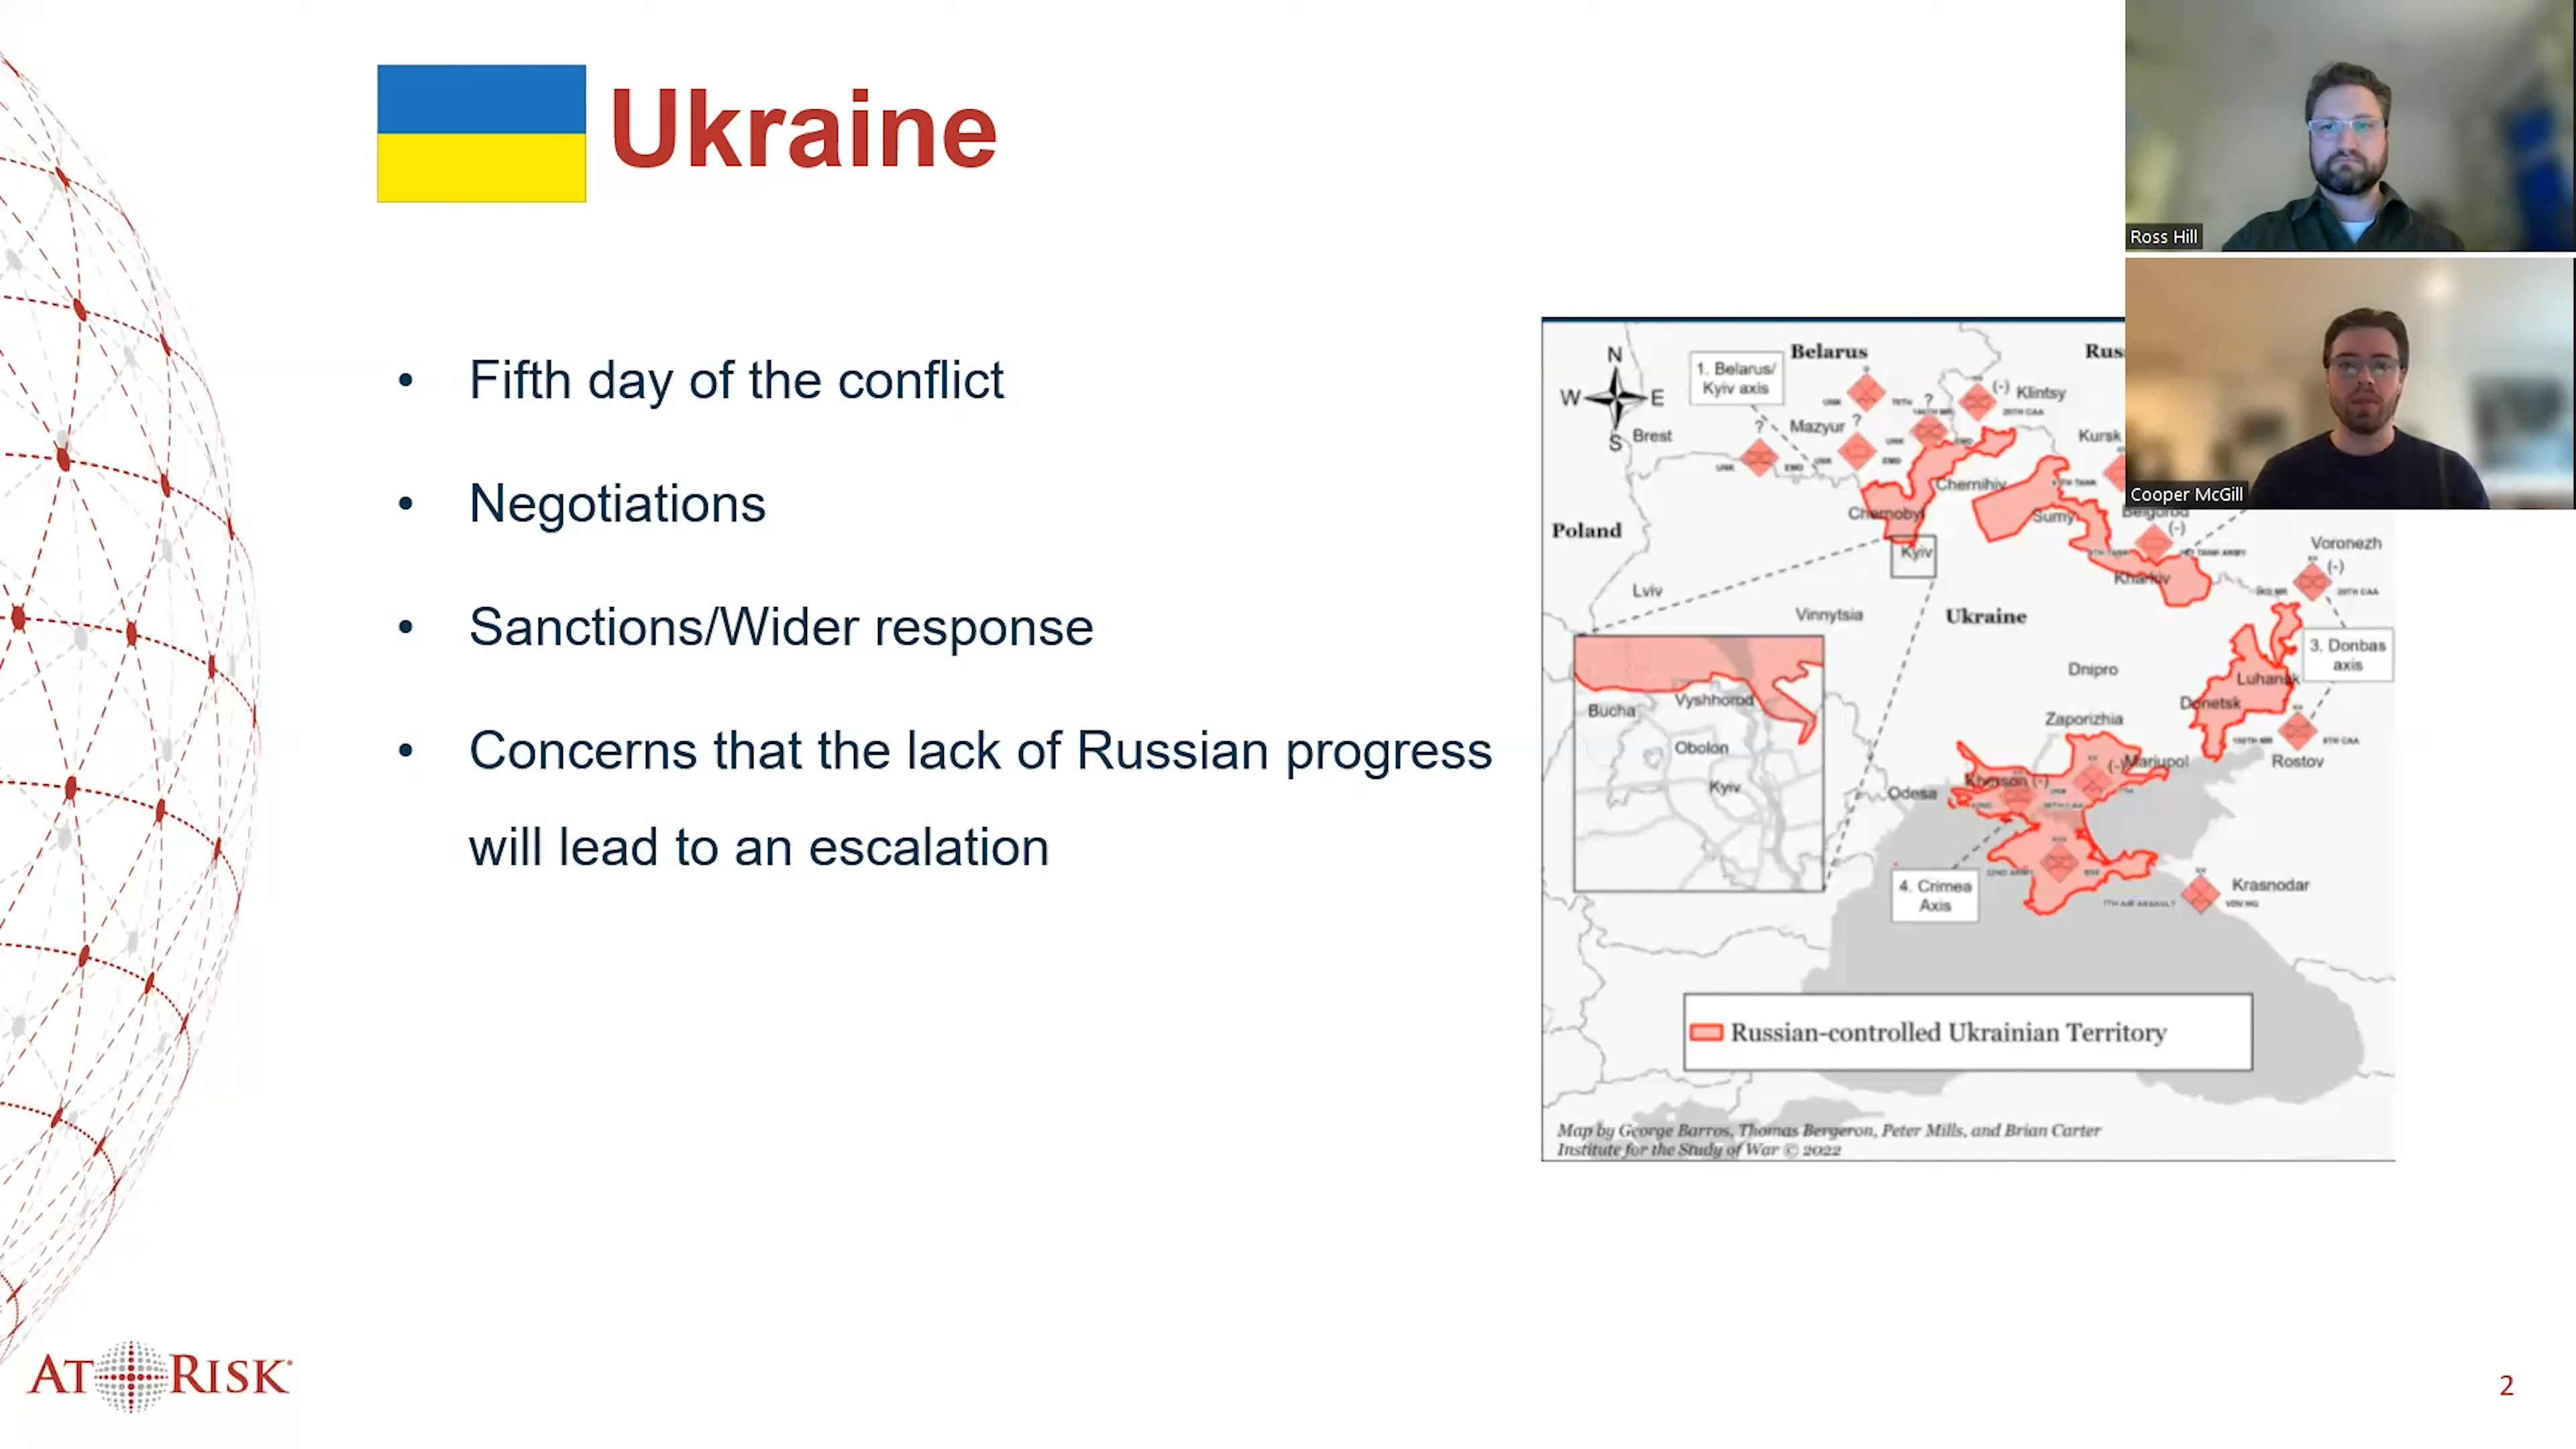 Ukraine
• Fifth day of the conflict
• Negotiations
• Sanctions/Wider response
• Concerns that the lack of Russian progress
will lead to an escalation
Ross Hill
Cooper McGill
N
W E
S
1. Belarus/
Kyiv axis
Belarus
Rus
(-) Klintsy
Mazyur ?
?
?
Brest
Kursk
Chernihiv
Chernobyl
Sumy
Belgorod
(-)
Kyiv
Kharkiv
Voronezh
(-)
Poland
Lviv
Vinnytsia
Ukraine
3. Donbas
axis
Luhansk
Donetsk
Dnipro
Zaporizhia
Bucha
Vyshhorod
Obolon
Kyiv
Kherson (-)
(-) Mariupol
Rostov
Odesa
4. Crimea
Axis
Krasnodar
Russian-controlled Ukrainian Territory
Map by George Barros, Thomas Bergeron, Peter Mills, and Brian Carter
Institute for the Study of War © 2022
AT RISK
2